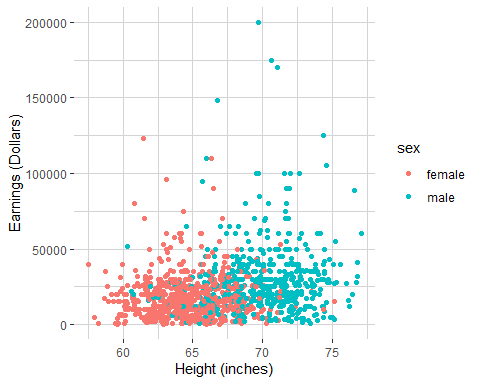 200000
150000
100000
50000
0
Earnings (Dollars)
60 65 70 75
Height (inches)
sex
female
male